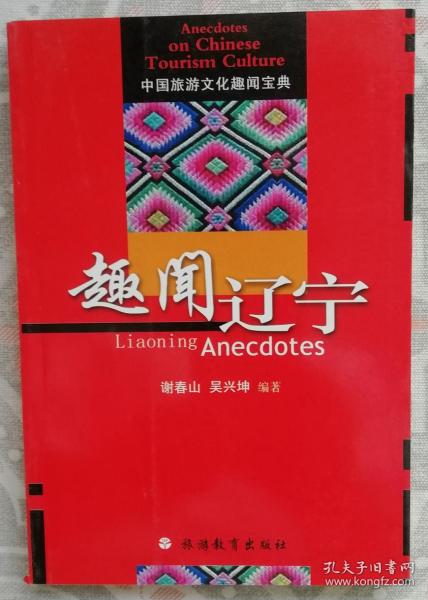 Anecdotes
on Chinese
Tourism Culture
中国旅游文化趣闻宝典
趣闻辽宁
Liaoning Anecdotes
谢春山 吴兴坤 编著
旅游教育出版社
孔夫子旧书网
www.kongfz.com